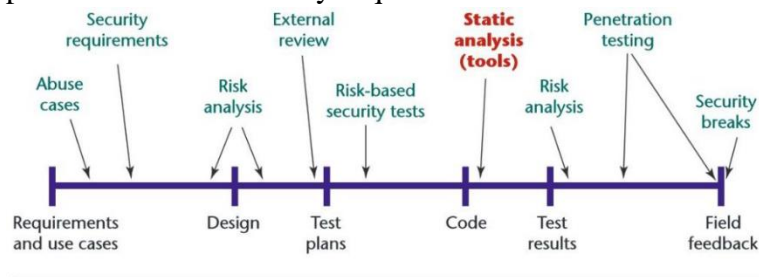 Security
requirements
External
review
Static
analysis
(tools)
Penetration
testing
Abuse
cases
Risk
analysis
Risk-based
security tests
Risk
analysis
Security
breaks
Requirements
and use cases
Design
Test
plans
Code
Test
results
Field
feedback